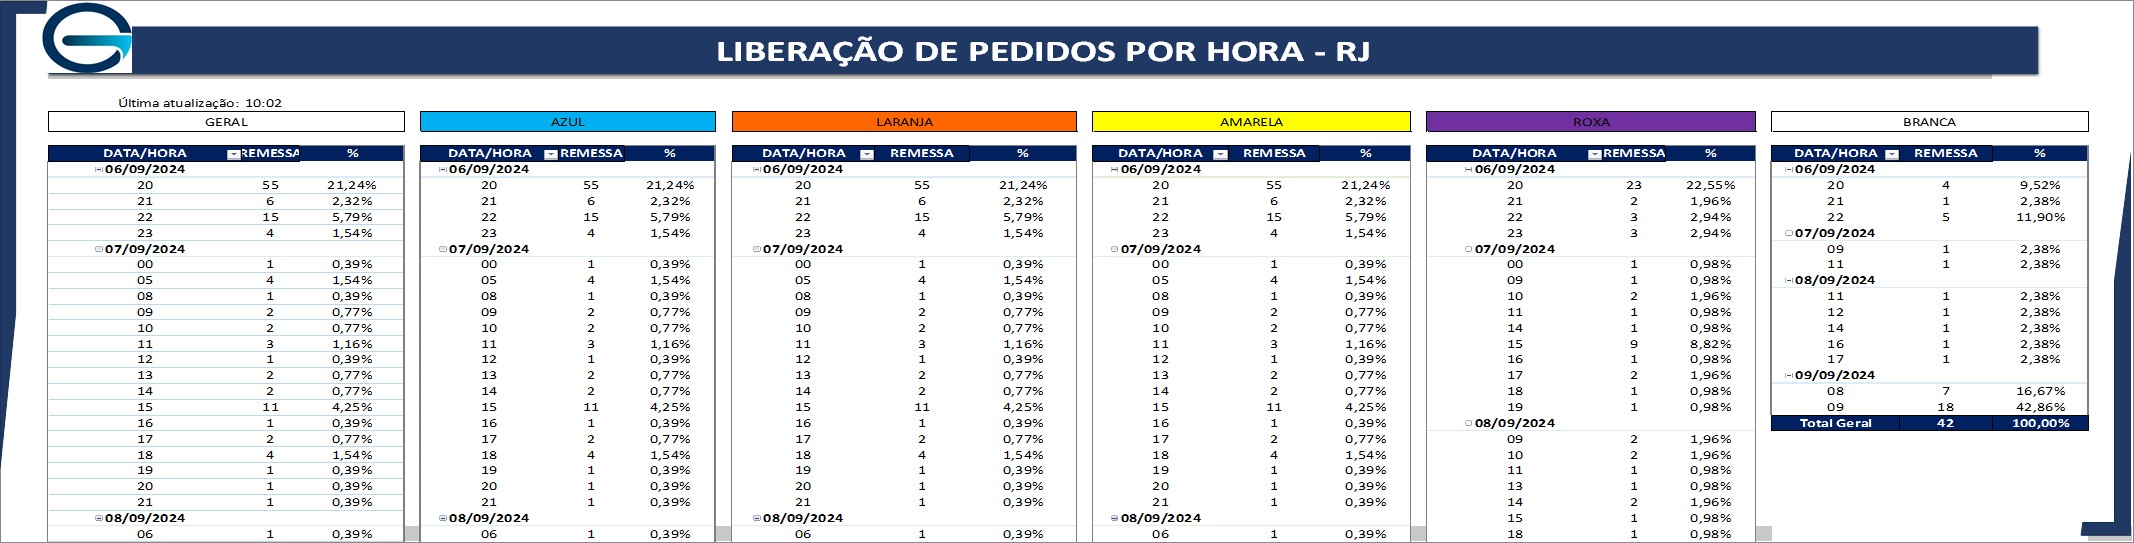 LIBERAÇÃO DE PEDIDOS POR HORA - RJ
Última atualização: 10:02
GERAL AZUL LARANJA AMARELA ROXA BRANCA
DATA/HORA REMESSA % DATA/HORA REMESSA % DATA/HORA REMESSA % DATA/HORA REMESSA % DATA/HORA REMESSA % DATA/HORA REMESSA %
06/09/2024 06/09/2024 06/09/2024 06/09/2024 06/09/2024 06/09/2024
20 55 21,24% 20 55 21,24% 20 55 21,24% 20 55 21,24% 20 23 22,55% 20 4 9,52%
21 6 2,32% 21 6 2,32% 21 6 2,32% 21 6 2,32% 21 2 1,96% 21 1 2,38%
22 15 5,79% 22 15 5,79% 22 15 5,79% 22 15 5,79% 22 3 2,94% 22 5 11,90%
23 4 1,54% 23 4 1,54% 23 4 1,54% 23 4 1,54% 23 3 2,94% 07/09/2024
07/09/2024 07/09/2024 07/09/2024 07/09/2024 07/09/2024 09 1 2,38%
00 1 0,39% 00 1 0,39% 00 1 0,39% 00 1 0,39% 00 1 0,98% 11 1 2,38%
05 4 1,54% 05 4 1,54% 05 4 1,54% 05 4 1,54% 09 1 0,98% 08/09/2024
08 1 0,39% 08 1 0,39% 08 1 0,39% 08 1 0,39% 10 2 1,96% 11 1 2,38%
09 2 0,77% 09 2 0,77% 09 2 0,77% 09 2 0,77% 11 1 0,98% 12 1 2,38%
10 2 0,77% 10 2 0,77% 10 2 0,77% 10 2 0,77% 14 1 0,98% 14 1 2,38%
11 3 1,16% 11 3 1,16% 11 3 1,16% 11 3 1,16% 15 9 8,82% 16 1 2,38%
12 1 0,39% 12 1 0,39% 12 1 0,39% 12 1 0,39% 16 1 0,98% 17 1 2,38%
13 2 0,77% 13 2 0,77% 13 2 0,77% 13 2 0,77% 17 2 1,96% 09/09/2024
14 2 0,77% 14 2 0,77% 14 2 0,77% 14 2 0,77% 18 1 0,98% 08 7 16,67%
15 11 4,25% 15 11 4,25% 15 11 4,25% 15 11 4,25% 19 1 0,98% 09 18 42,86%
16 1 0,39% 16 1 0,39% 16 1 0,39% 16 1 0,39% 08/09/2024 Total Geral 42 100,00%
17 2 0,77% 17 2 0,77% 17 2 0,77% 17 2 0,77% 09 2 1,96%
18 4 1,54% 18 4 1,54% 18 4 1,54% 18 4 1,54% 10 2 1,96%
19 1 0,39% 19 1 0,39% 19 1 0,39% 19 1 0,39% 11 1 0,98%
20 1 0,39% 20 1 0,39% 20 1 0,39% 20 1 0,39% 13 1 0,98%
21 1 0,39% 21 1 0,39% 21 1 0,39% 21 1 0,39% 14 2 1,96%
08/09/2024 08/09/2024 08/09/2024 08/09/2024 15 1 0,98%
06 1 0,39% 06 1 0,39% 06 1 0,39% 06 1 0,39% 18 1 0,98%